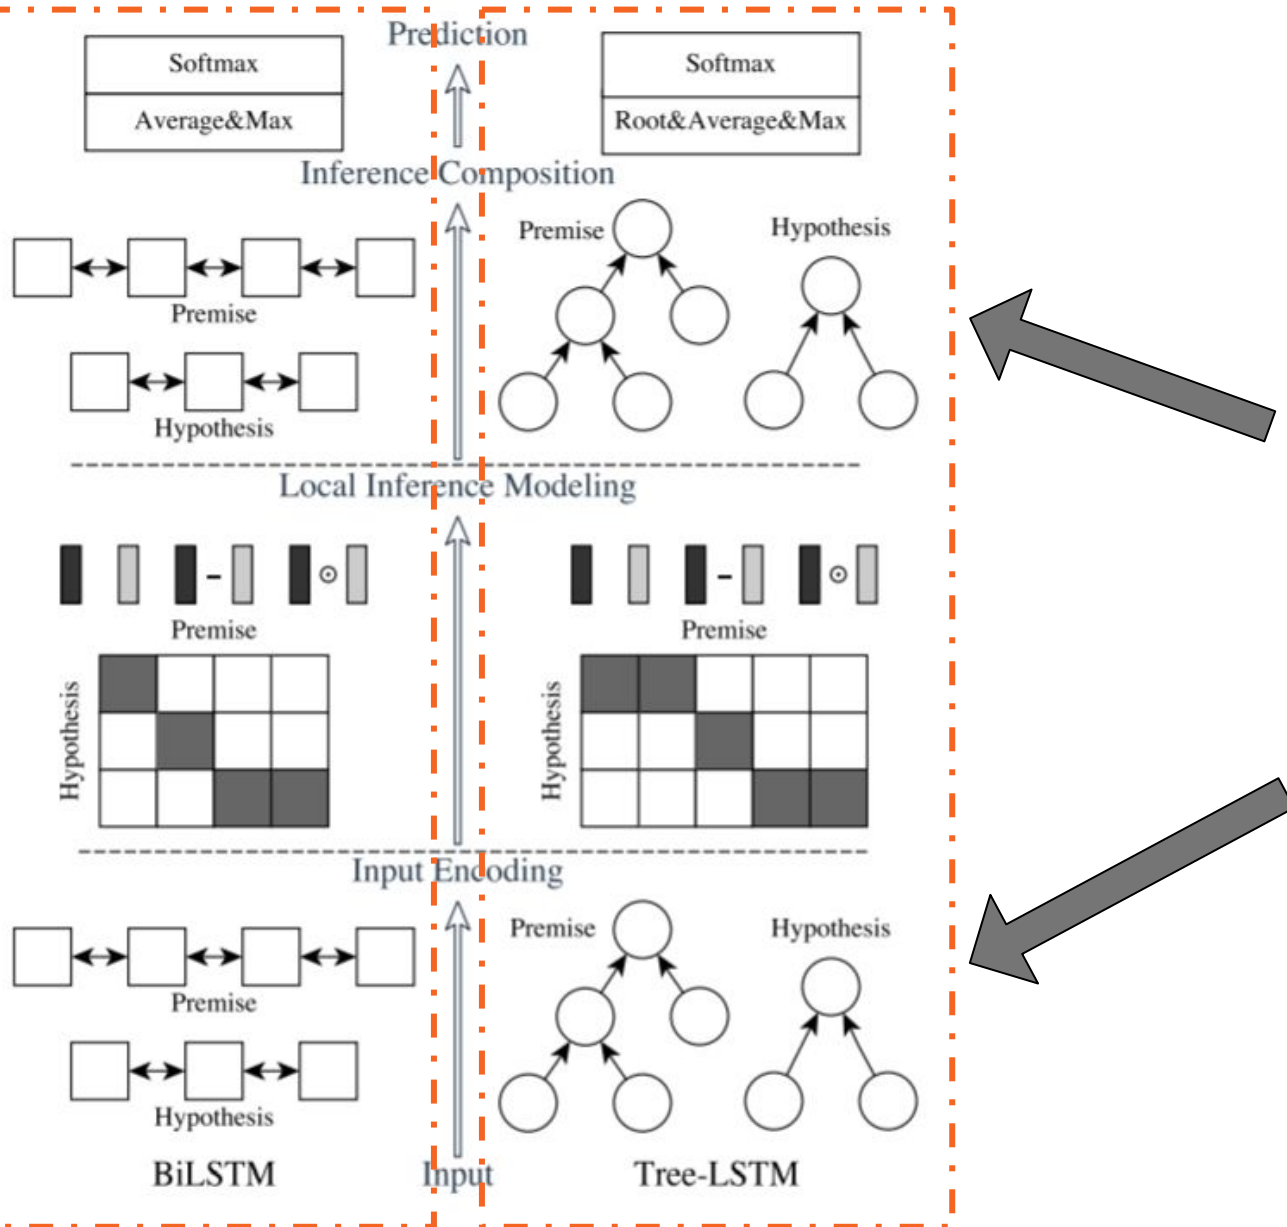 Prediction
Softmax
Average&Max
Softmax
Root&Average&Max
Inference Composition
Premise
Hypothesis
Premise
Hypothesis
Local Inference Modeling
-
⊙
Premise
Hypothesis
-
⊙
Premise
Hypothesis
Input Encoding
Premise
Hypothesis
Premise
Hypothesis
BiLSTM
Input
Tree-LSTM